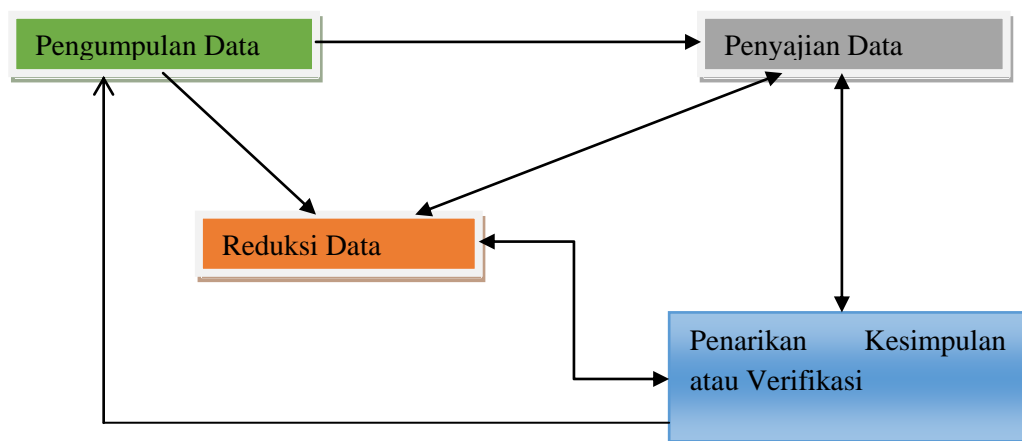 Pengumpulan Data
Penyajian Data
Reduksi Data
Penarikan Kesimpulan
atau Verifikasi